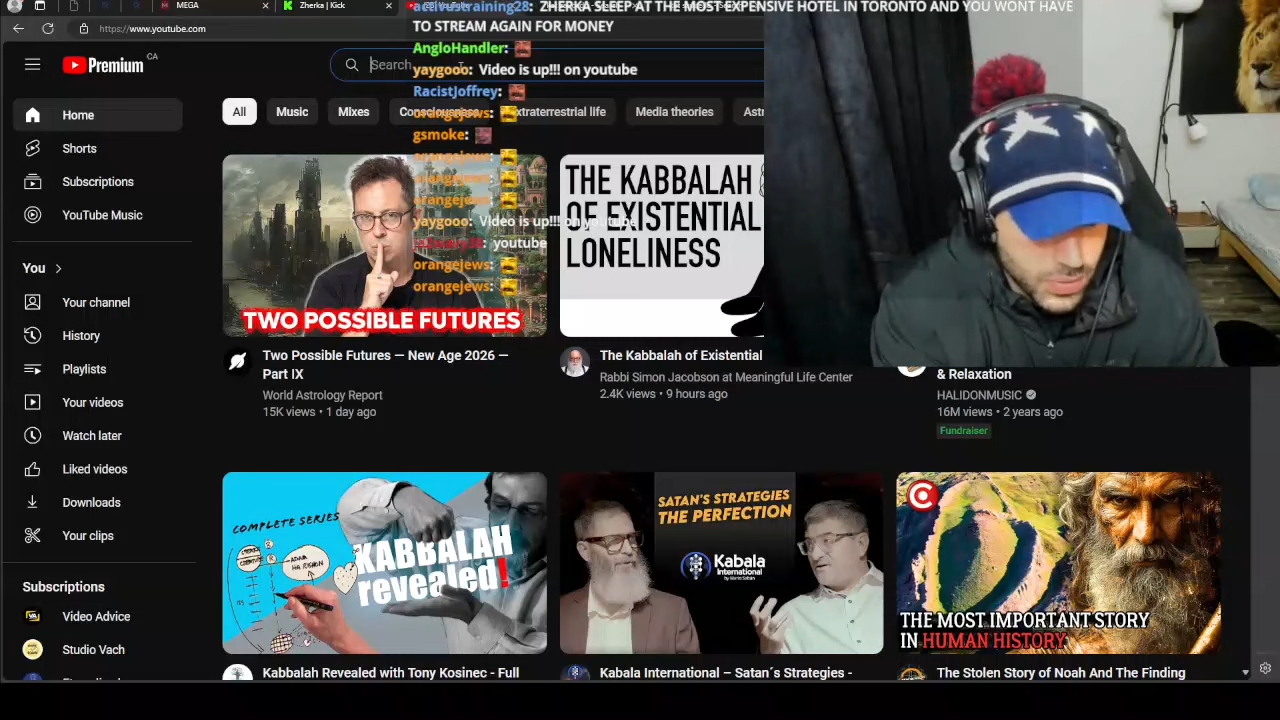 MEGA
Zherka | Kick
https://www.youtube.com
Premium CA
Search
activustraining28: ZHERKA SLEEP AT THE MOST EXPENSIVE HOTEL IN TORONTO AND YOU WONT HAVE
TO STREAM AGAIN FOR MONEY
AngloHandler:
yaygooo: Video is up!!! on youtube
RacistJoffrey:
orangejews:
gsmoke:
orangejews:
orangejews:
orangejews:
yaygooo: Video is up!!! on youtube
youtube
orangejews:
orangejews:
All
Music
Mixes
Consciousness
xtraterrestrial life
Media theories
Astr
Home
Shorts
Subscriptions
YouTube Music
You
Your channel
History
Playlists
Your videos
Watch later
Liked videos
Downloads
Your clips
Subscriptions
Video Advice
Studio Vach
TWO POSSIBLE FUTURES
Two Possible Futures — New Age 2026 —
Part IX
World Astrology Report
15K views • 1 day ago
THE KABBALAH
OF EXISTENTIAL
LONELINESS
The Kabbalah of Existential
Rabbi Simon Jacobson at Meaningful Life Center
2.4K views • 9 hours ago
& Relaxation
HALIDONMUSIC
16M views • 2 years ago
Fundraiser
COMPLETE SERIES
KABBALAH
revealed!
Kabbalah Revealed with Tony Kosinec - Full
SATAN'S STRATEGIES
THE PERFECTION
Kabala
International
Kabala International – Satan´s Strategies -
THE MOST IMPORTANT STORY
IN HUMAN HISTORY
The Stolen Story of Noah And The Finding